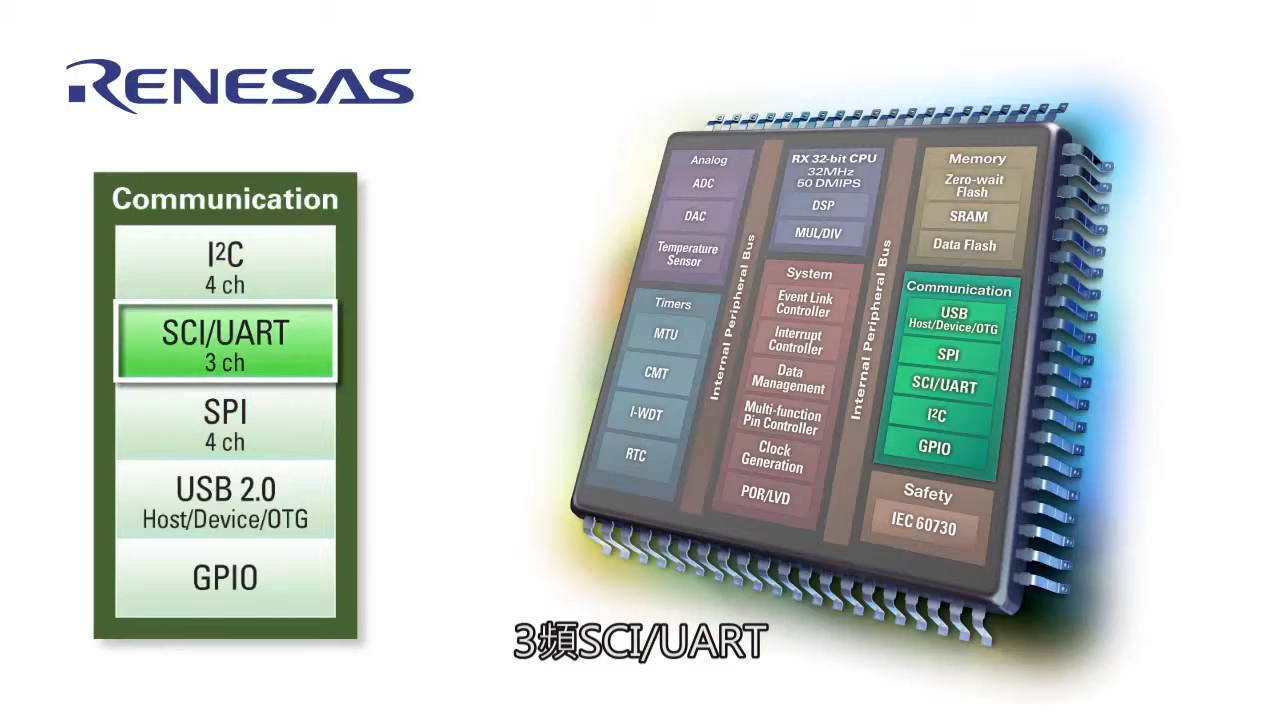 RENESAS
Communication
I²C
4 ch
SCI/UART
3 ch
SPI
4 ch
USB 2.0
Host/Device/OTG
GPIO
Analog
ADC
DAC
Temperature
Sensor
Timers
MTU
CMT
I-WDT
RTC
Internal Peripheral Bus
RX 32-bit CPU
32MHz
50 DMIPS
DSP
MUL/DIV
System
Event Link
Controller
Interrupt
Controller
Data
Management
Multi-function
Pin Controller
Clock
Generation
POR/LVD
Internal Peripheral Bus
Memory
Zero-wait
Flash
SRAM
Data Flash
Communication
USB
Host/Device/OTG
SPI
SCI/UART
I²C
GPIO
Safety
IEC 60730
3頻SCI/UART